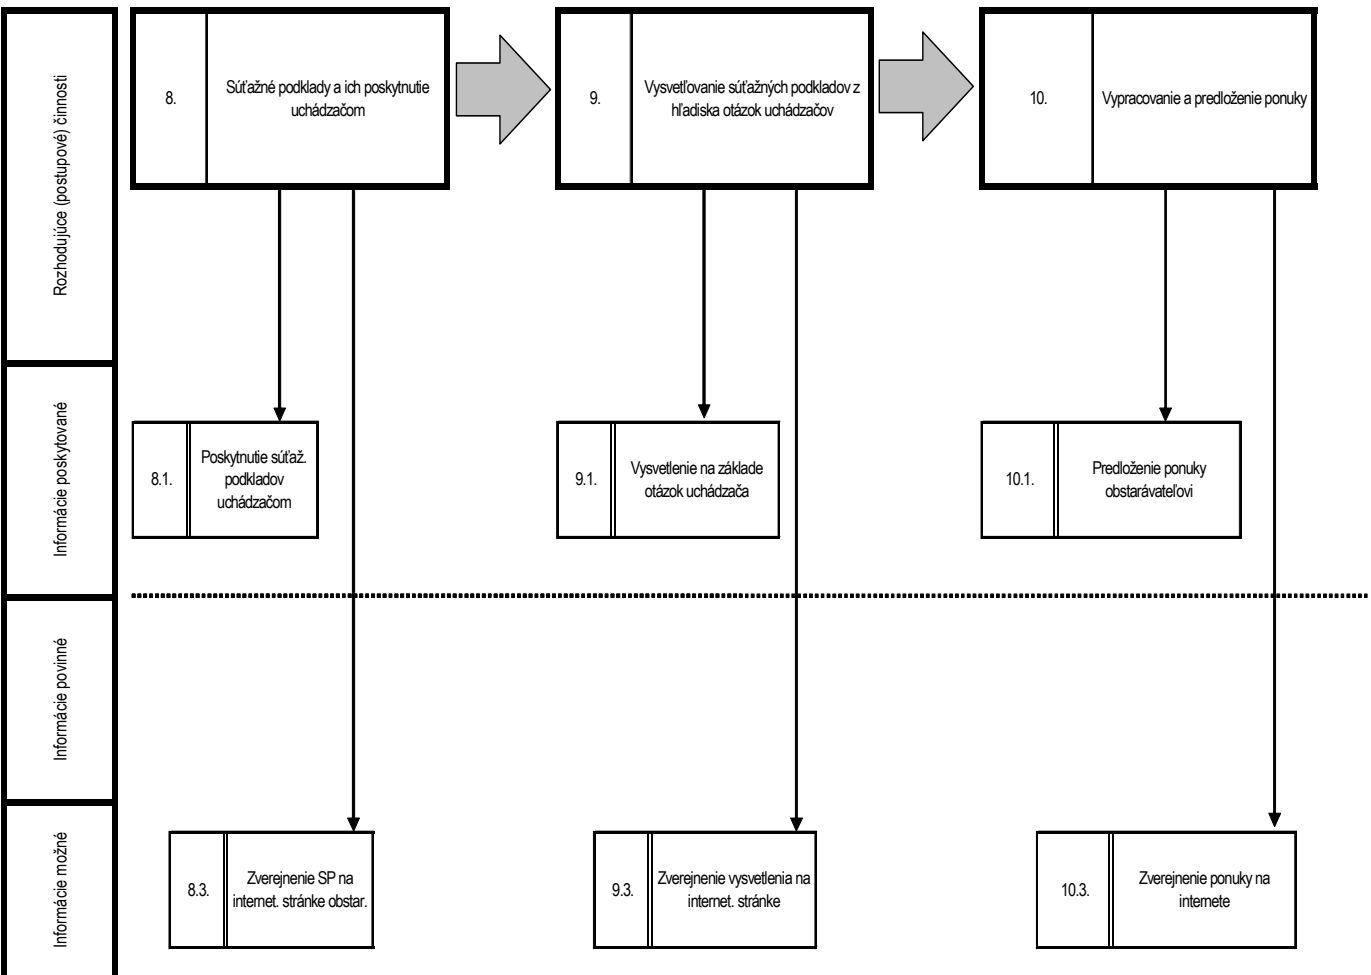 Rozhodujúce (postupové) činnosti
8.
Súťažné podklady a ich poskytnutie
uchádzačom
9.
Vysvetľovanie súťažných podkladov z
hľadiska otázok uchádzačov
10.
Vypracovanie a predloženie ponuky
Informácie poskytované
8.1.
Poskytnutie súťaž.
podkladov
uchádzačom
9.1.
Vysvetlenie na základe
otázok uchádzača
10.1.
Predloženie ponuky
obstarávateľovi
Informácie povinné
Informácie možné
8.3.
Zverejnenie SP na
internet. stránke obstar.
9.3.
Zverejnenie vysvetlenia na
internet. stránke
10.3.
Zverejnenie ponuky na
internete